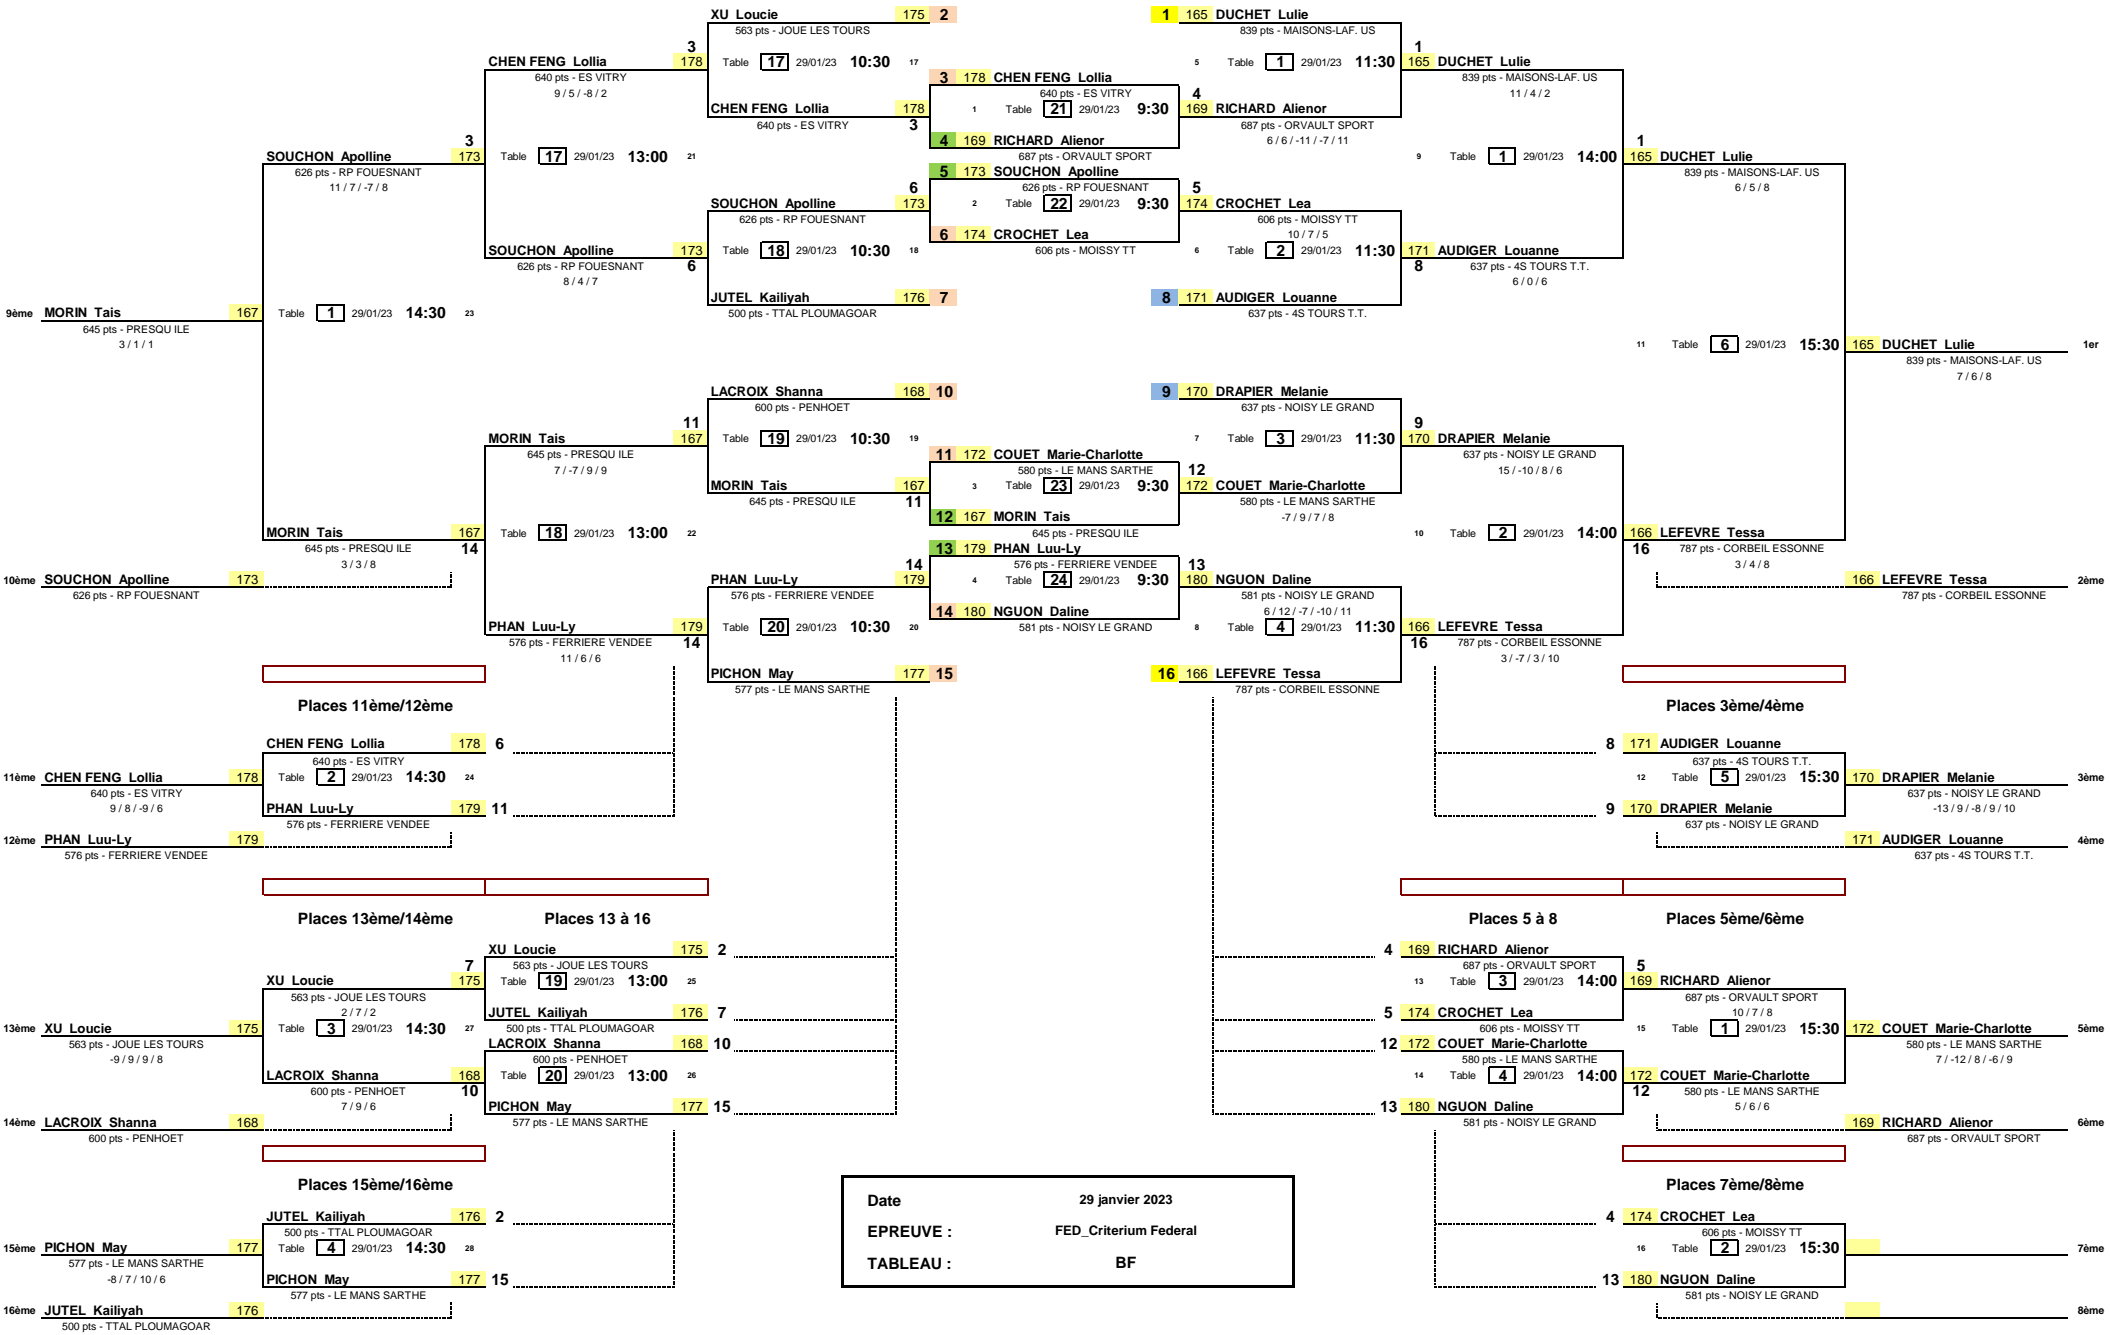 XU Loucie 175 2
563 pts - JOUE LES TOURS
3
CHEN FENG Lollia 178
640 pts - ES VITRY
9 / 5 / -8 / 2
Table 17 29/01/23 10:30 17
CHEN FENG Lollia 178
640 pts - ES VITRY 3
3
SOUCHON Apolline 173
626 pts - RP FOUESNANT
11 / 7 / -7 / 8
Table 17 29/01/23 13:00 21
6
SOUCHON Apolline 173
626 pts - RP FOUESNANT
SOUCHON Apolline 173
626 pts - RP FOUESNANT 6
8 / 4 / 7
Table 18 29/01/23 10:30 18
JUTEL Kailiyah 176 7
500 pts - TTAL PLOUMAGOAR
9ème MORIN Tais 167
645 pts - PRESQU ILE
3 / 1 / 1
Table 1 29/01/23 14:30 23
LACROIX Shanna 168 10
600 pts - PENHOET
11
MORIN Tais 167
645 pts - PRESQU ILE
7 / -7 / 9 / 9
Table 19 29/01/23 10:30 19
MORIN Tais 167
645 pts - PRESQU ILE 11
MORIN Tais 167
645 pts - PRESQU ILE 14
3 / 3 / 8
Table 18 29/01/23 13:00 22
10ème SOUCHON Apolline 173
626 pts - RP FOUESNANT
14
PHAN Luu-Ly 179
576 pts - FERRIERE VENDEE
PHAN Luu-Ly 179
576 pts - FERRIERE VENDEE 14
11 / 6 / 6
Table 20 29/01/23 10:30 20
PICHON May 177 15
577 pts - LE MANS SARTHE
3 178 CHEN FENG Lollia
640 pts - ES VITRY
1 Table 21 29/01/23 9:30
4 169 RICHARD Alienor
687 pts - ORVAULT SPORT
5 173 SOUCHON Apolline
626 pts - RP FOUESNANT
2 Table 22 29/01/23 9:30
6 174 CROCHET Lea
606 pts - MOISSY TT
11 172 COUET Marie-Charlotte
580 pts - LE MANS SARTHE
3 Table 23 29/01/23 9:30
12 167 MORIN Tais
645 pts - PRESQU ILE
13 179 PHAN Luu-Ly
576 pts - FERRIERE VENDEE
4 Table 24 29/01/23 9:30
14 180 NGUON Daline
581 pts - NOISY LE GRAND
1 165 DUCHET Lulie
839 pts - MAISONS-LAF. US
5 Table 1 29/01/23 11:30
4
169 RICHARD Alienor
687 pts - ORVAULT SPORT
6 / 6 / -11 / -7 / 11
1
165 DUCHET Lulie
839 pts - MAISONS-LAF. US
11 / 4 / 2
9 Table 1 29/01/23 14:00
5
174 CROCHET Lea
606 pts - MOISSY TT
10 / 7 / 5
6 Table 2 29/01/23 11:30
171 AUDIGER Louanne
8 637 pts - 4S TOURS T.T.
6 / 0 / 6
8 171 AUDIGER Louanne
637 pts - 4S TOURS T.T.
1
165 DUCHET Lulie
839 pts - MAISONS-LAF. US
6 / 5 / 8
11 Table 6 29/01/23 15:30
165 DUCHET Lulie 1er
839 pts - MAISONS-LAF. US
7 / 6 / 8
9 170 DRAPIER Melanie
637 pts - NOISY LE GRAND
7 Table 3 29/01/23 11:30
9
170 DRAPIER Melanie
637 pts - NOISY LE GRAND
15 / -10 / 8 / 6
12
172 COUET Marie-Charlotte
580 pts - LE MANS SARTHE
-7 / 9 / 7 / 8
10 Table 2 29/01/23 14:00
166 LEFEVRE Tessa
16 787 pts - CORBEIL ESSONNE
3 / 4 / 8
166 LEFEVRE Tessa 2ème
787 pts - CORBEIL ESSONNE
13
180 NGUON Daline
581 pts - NOISY LE GRAND
6 / 12 / -7 / -10 / 11
8 Table 4 29/01/23 11:30
166 LEFEVRE Tessa
16 787 pts - CORBEIL ESSONNE
3 / -7 / 3 / 10
16 166 LEFEVRE Tessa
787 pts - CORBEIL ESSONNE
Places 11ème/12ème
CHEN FENG Lollia 178 6
640 pts - ES VITRY
11ème CHEN FENG Lollia 178
640 pts - ES VITRY
9 / 8 / -9 / 6
Table 2 29/01/23 14:30 24
PHAN Luu-Ly 179 11
576 pts - FERRIERE VENDEE
12ème PHAN Luu-Ly 179
576 pts - FERRIERE VENDEE
Places 3ème/4ème
8 171 AUDIGER Louanne
637 pts - 4S TOURS T.T.
12 Table 5 29/01/23 15:30
9 170 DRAPIER Melanie
637 pts - NOISY LE GRAND
170 DRAPIER Melanie 3ème
637 pts - NOISY LE GRAND
-13 / 9 / -8 / 9 / 10
171 AUDIGER Louanne 4ème
637 pts - 4S TOURS T.T.
Places 13ème/14ème
Places 13 à 16
XU Loucie 175 2
563 pts - JOUE LES TOURS
Table 19 29/01/23 13:00 25
JUTEL Kailiyah 176 7
500 pts - TTAL PLOUMAGOAR
LACROIX Shanna 168 10
600 pts - PENHOET
Table 20 29/01/23 13:00 26
PICHON May 177 15
577 pts - LE MANS SARTHE
7
XU Loucie 175
563 pts - JOUE LES TOURS
2 / 7 / 2
Table 3 29/01/23 14:30 27
LACROIX Shanna 168
600 pts - PENHOET 10
7 / 9 / 6
13ème XU Loucie 175
563 pts - JOUE LES TOURS
-9 / 9 / 9 / 8
14ème LACROIX Shanna 168
600 pts - PENHOET
Places 5 à 8
Places 5ème/6ème
4 169 RICHARD Alienor
687 pts - ORVAULT SPORT
13 Table 3 29/01/23 14:00
5 174 CROCHET Lea
606 pts - MOISSY TT
12 172 COUET Marie-Charlotte
580 pts - LE MANS SARTHE
14 Table 4 29/01/23 14:00
13 180 NGUON Daline
581 pts - NOISY LE GRAND
5
169 RICHARD Alienor
687 pts - ORVAULT SPORT
10 / 7 / 8
15 Table 1 29/01/23 15:30
172 COUET Marie-Charlotte
12 580 pts - LE MANS SARTHE
5 / 6 / 6
172 COUET Marie-Charlotte 5ème
580 pts - LE MANS SARTHE
7 / -12 / 8 / -6 / 9
169 RICHARD Alienor 6ème
687 pts - ORVAULT SPORT
Places 15ème/16ème
JUTEL Kailiyah 176 2
500 pts - TTAL PLOUMAGOAR
Table 4 29/01/23 14:30 28
PICHON May 177 15
577 pts - LE MANS SARTHE
15ème PICHON May 177
577 pts - LE MANS SARTHE
-8 / 7 / 10 / 6
16ème JUTEL Kailiyah 176
500 pts - TTAL PLOUMAGOAR
Date 29 janvier 2023
EPREUVE : FED_Criterium Federal
TABLEAU : BF
Places 7ème/8ème
4 174 CROCHET Lea
606 pts - MOISSY TT
16 Table 2 29/01/23 15:30
7ème
13 180 NGUON Daline
581 pts - NOISY LE GRAND
8ème